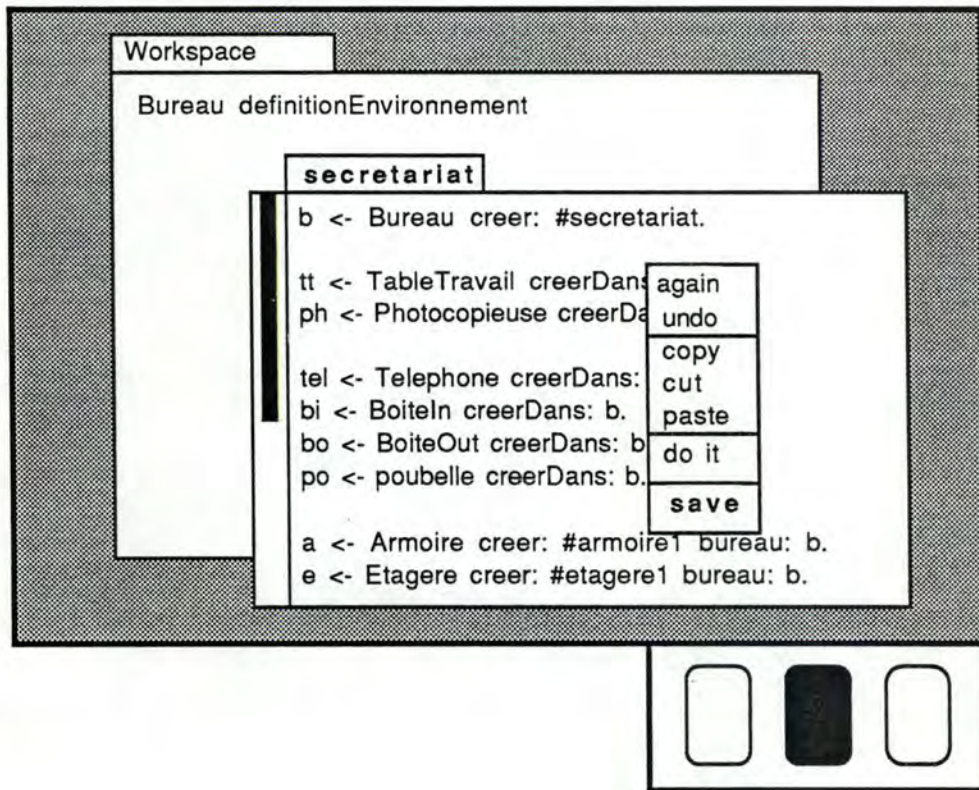 Workspace
Bureau definitionEnvironnement
secretariat
b <- Bureau creer: #secretariat.
tt <- TableTravail creerDans
ph <- Photocopieuse creerDa
tel <- Telephone creerDans:
bi <- BoiteIn creerDans: b.
bo <- BoiteOut creerDans: b
po <- poubelle creerDans: b.
a <- Armoire creer: #armoire1 bureau: b.
e <- Etagere creer: #etagere1 bureau: b.
again
undo
copy
cut
paste
do it
save